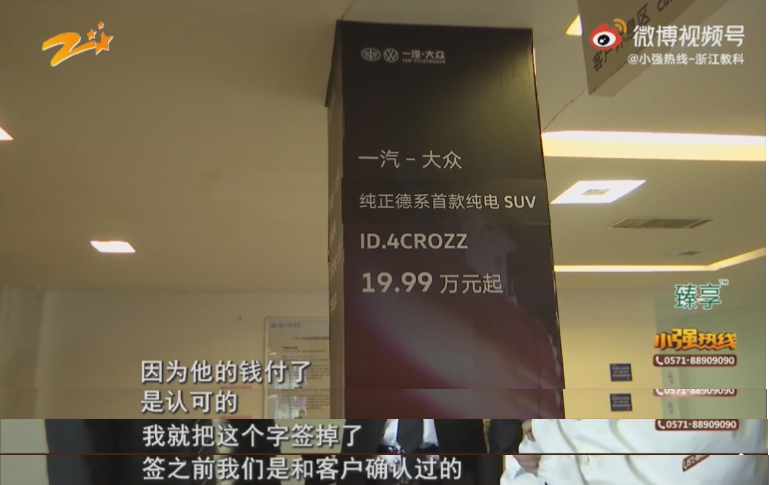 微博视频号
@小强热线-浙江教科
一汽-大众
一汽-大众
纯正德系首款纯电 SUV
ID.4CROZZ
19.99 万元起
臻享
小强热线
0571-88909090
因为他的钱付了
是认可的
0571-88909090
我就把这个字签掉了
0571-88909090
签之前我们是和客户确认过的